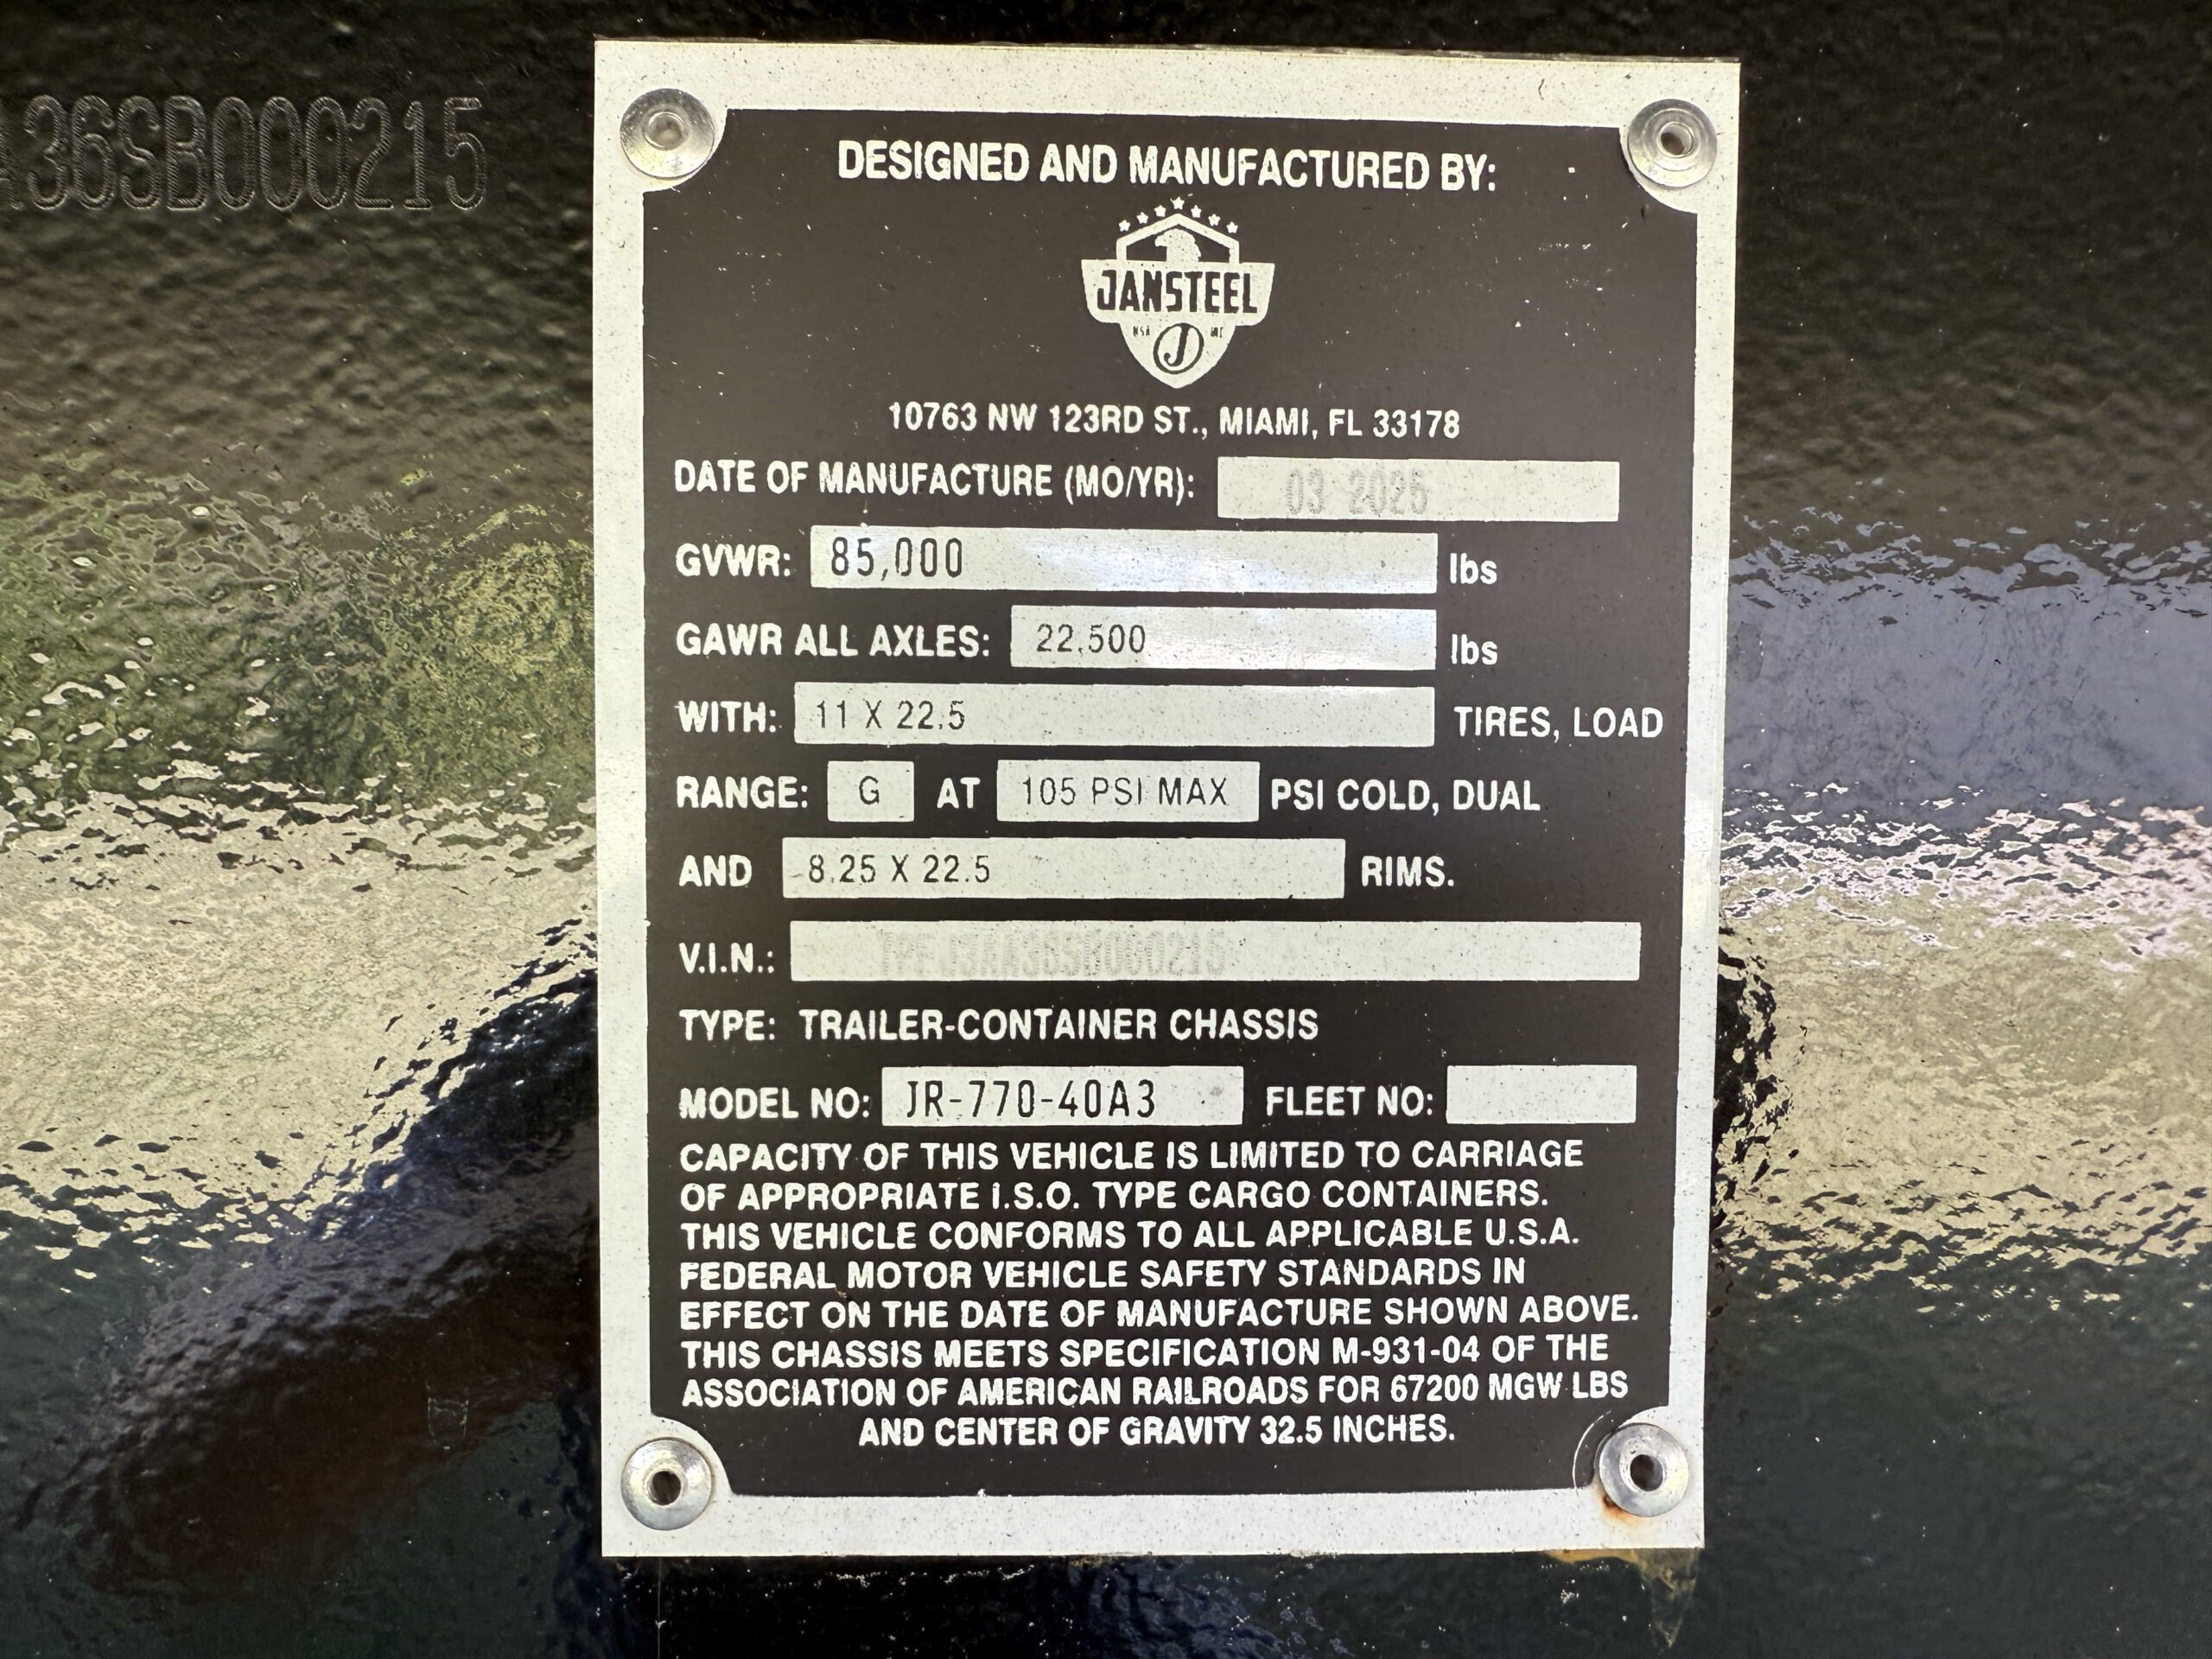 36SB000215
DESIGNED AND MANUFACTURED BY:
JANSTEEL
J
10763 NW 123RD ST., MIAMI, FL 33178
DATE OF MANUFACTURE (MO/YR): 03 2025
GVWR: 85,000 lbs
GAWR ALL AXLES: 22,500 lbs
WITH: 11 X 22.5 TIRES, LOAD
RANGE: G AT 105 PSI MAX PSI COLD, DUAL
AND 8.25 X 22.5 RIMS.
V.I.N.:
TYPE: TRAILER-CONTAINER CHASSIS
MODEL NO: JR-770-40A3 FLEET NO:
CAPACITY OF THIS VEHICLE IS LIMITED TO CARRIAGE
OF APPROPRIATE I.S.O. TYPE CARGO CONTAINERS.
THIS VEHICLE CONFORMS TO ALL APPLICABLE U.S.A.
FEDERAL MOTOR VEHICLE SAFETY STANDARDS IN
EFFECT ON THE DATE OF MANUFACTURE SHOWN ABOVE.
THIS CHASSIS MEETS SPECIFICATION M-931-04 OF THE
ASSOCIATION OF AMERICAN RAILROADS FOR 67200 MGW LBS
AND CENTER OF GRAVITY 32.5 INCHES.